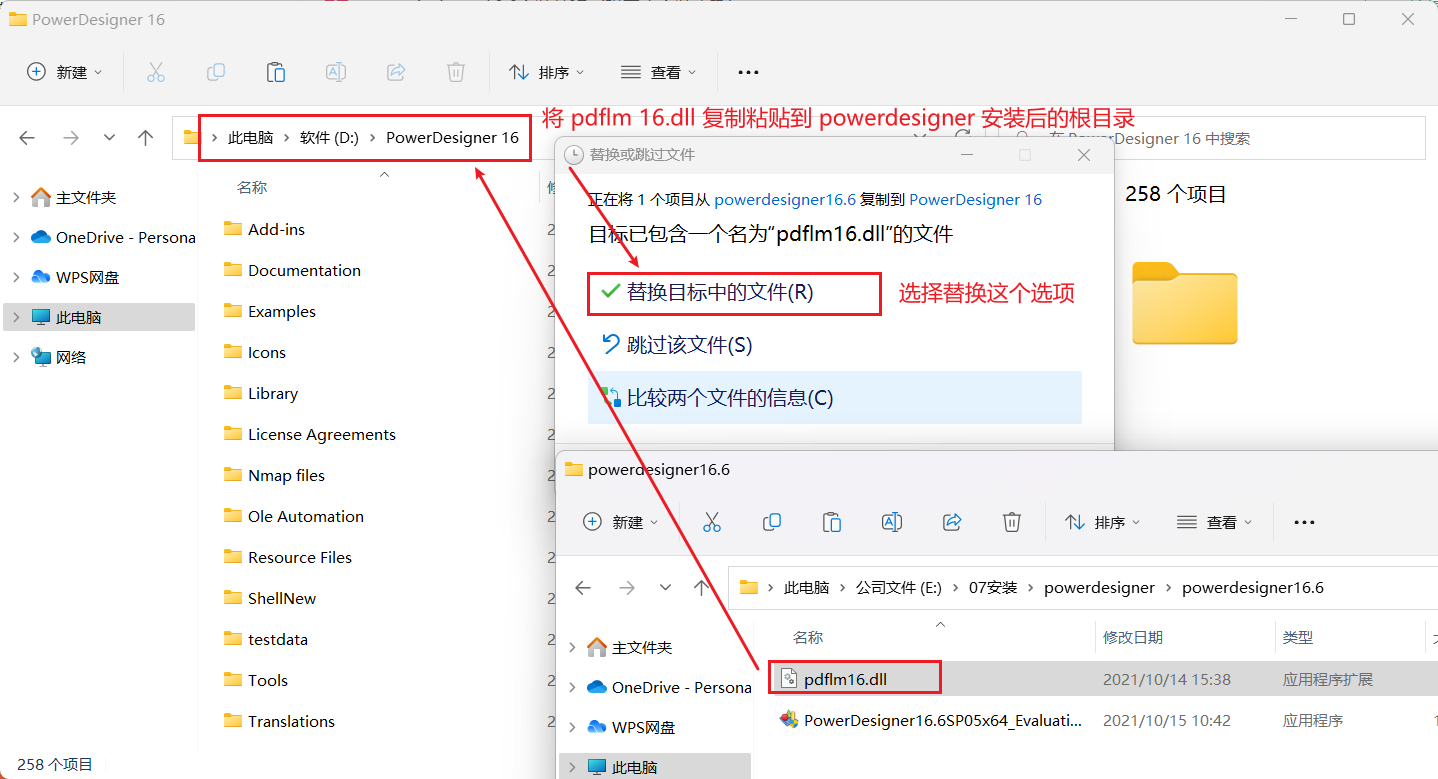 PowerDesigner 16
新建
排序
查看
将 pdflm 16.dll 复制粘贴到 powerdesigner 安装后的根目录
此电脑 软件 (D:) PowerDesigner 16
在 PowerDesigner 16 中搜索
主文件夹
OneDrive - Persona
WPS网盘
此电脑
网络
名称
修
Add-ins
Documentation
Examples
Icons
Library
License Agreements
Nmap files
Ole Automation
Resource Files
ShellNew
testdata
Tools
Translations
258 个项目
258 个项目
替换或跳过文件
正在将 1 个项目从 powerdesigner16.6 复制到 PowerDesigner 16
目标已包含一个名为“pdflm16.dll”的文件
替换目标中的文件(R)
选择替换这个选项
跳过该文件(S)
比较两个文件的信息(C)
powerdesigner16.6
新建
排序
查看
此电脑 公司文件 (E:) 07安装 powerdesigner powerdesigner16.6
主文件夹
OneDrive - Persona
WPS网盘
此电脑
名称 修改日期 类型
pdflm16.dll 2021/10/14 15:38 应用程序扩展
PowerDesigner16.6SP05x64_Evaluati... 2021/10/15 10:42 应用程序